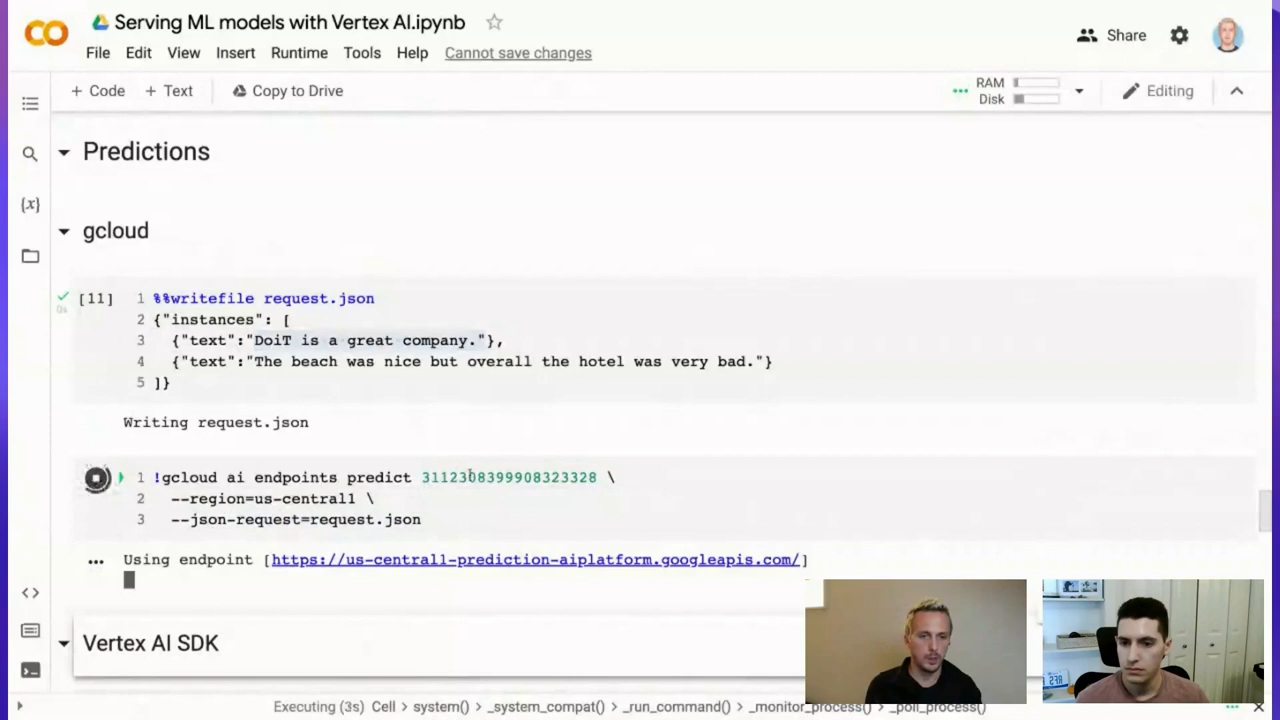 Serving ML models with Vertex AI.ipynb
File Edit View Insert Runtime Tools Help Cannot save changes
Share
+ Code + Text Copy to Drive
RAM
Disk
Editing
Predictions
gcloud
[11] 1 %%writefile request.json
0s 2 {"instances": [
3 {"text":"DoiT is a great company."},
4 {"text":"The beach was nice but overall the hotel was very bad."}
5 ]}
Writing request.json
1 !gcloud ai endpoints predict 3112308399908323328 \
2 --region=us-central1 \
3 --json-request=request.json
Using endpoint [https://us-central1-prediction-aiplatform.googleapis.com/]
Vertex AI SDK
Executing (3s) Cell > system() > _system_compat() > _run_command() > _monitor_process() > _poll_process()